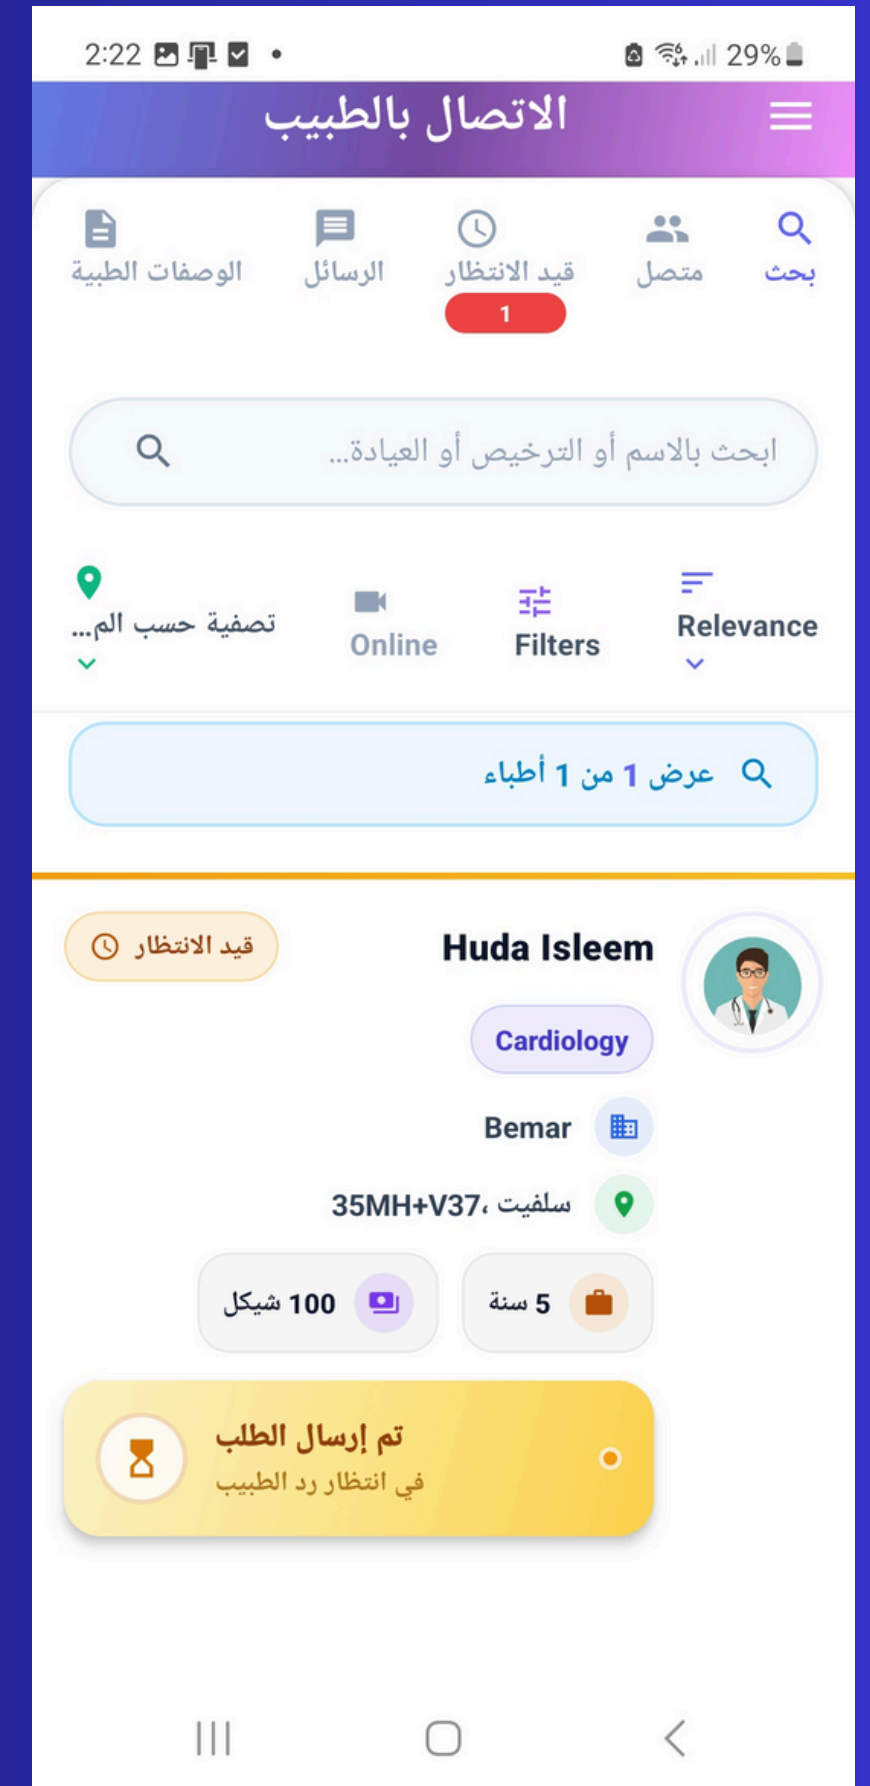 2:22
29%
الاتصال بالطبيب
بحث
متصل
قيد الانتظار
1
الرسائل
الوصفات الطبية
ابحث بالاسم أو الترخيص أو العيادة...
Relevance
Filters
Online
تصفية حسب الم...
عرض 1 من 1 أطباء
Huda Isleem
قيد الانتظار
Cardiology
Bemar
35MH+V37، سلفيت
5 سنة
100 شيكل
تم إرسال الطلب
في انتظار رد الطبيب